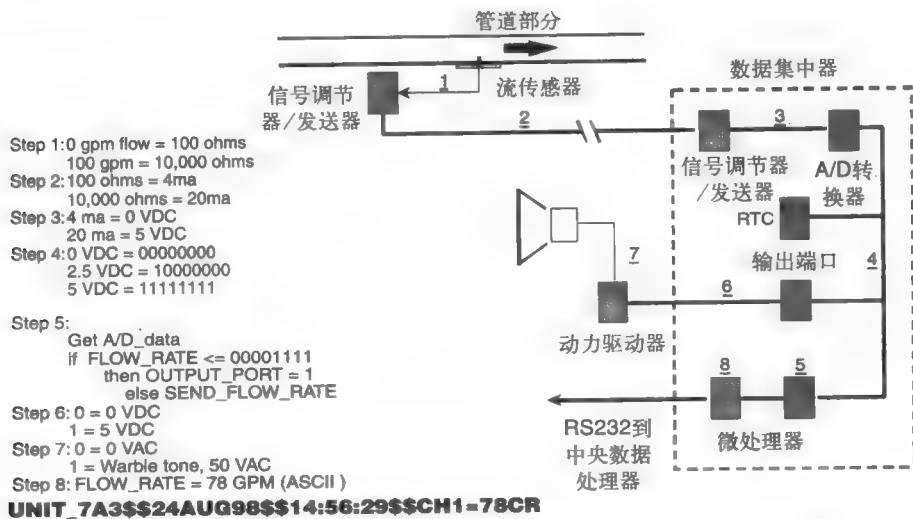 管道部分
1
流传感器
信号调节
器/发送器
2
数据集中器
3
信号调节器
/发送器
A/D转
换器
RTC
输出端口
4
7
6
动力驱动器
8
5
微处理器
RS232到
中央数据
处理器
Step 1:0 gpm flow = 100 ohms
100 gpm = 10,000 ohms
Step 2:100 ohms = 4ma
10,000 ohms = 20ma
Step 3:4 ma = 0 VDC
20 ma = 5 VDC
Step 4:0 VDC = 00000000
2.5 VDC = 10000000
5 VDC = 11111111
Step 5:
Get A/D_data
If FLOW_RATE <= 00001111
then OUTPUT_PORT = 1
else SEND_FLOW_RATE
Step 6: 0 = 0 VDC
1 = 5 VDC
Step 7: 0 = 0 VAC
1 = Warble tone, 50 VAC
Step 8: FLOW_RATE = 78 GPM (ASCII )
UNIT_7A3$$24AUG98$$14:56:29$$CH1=78CR